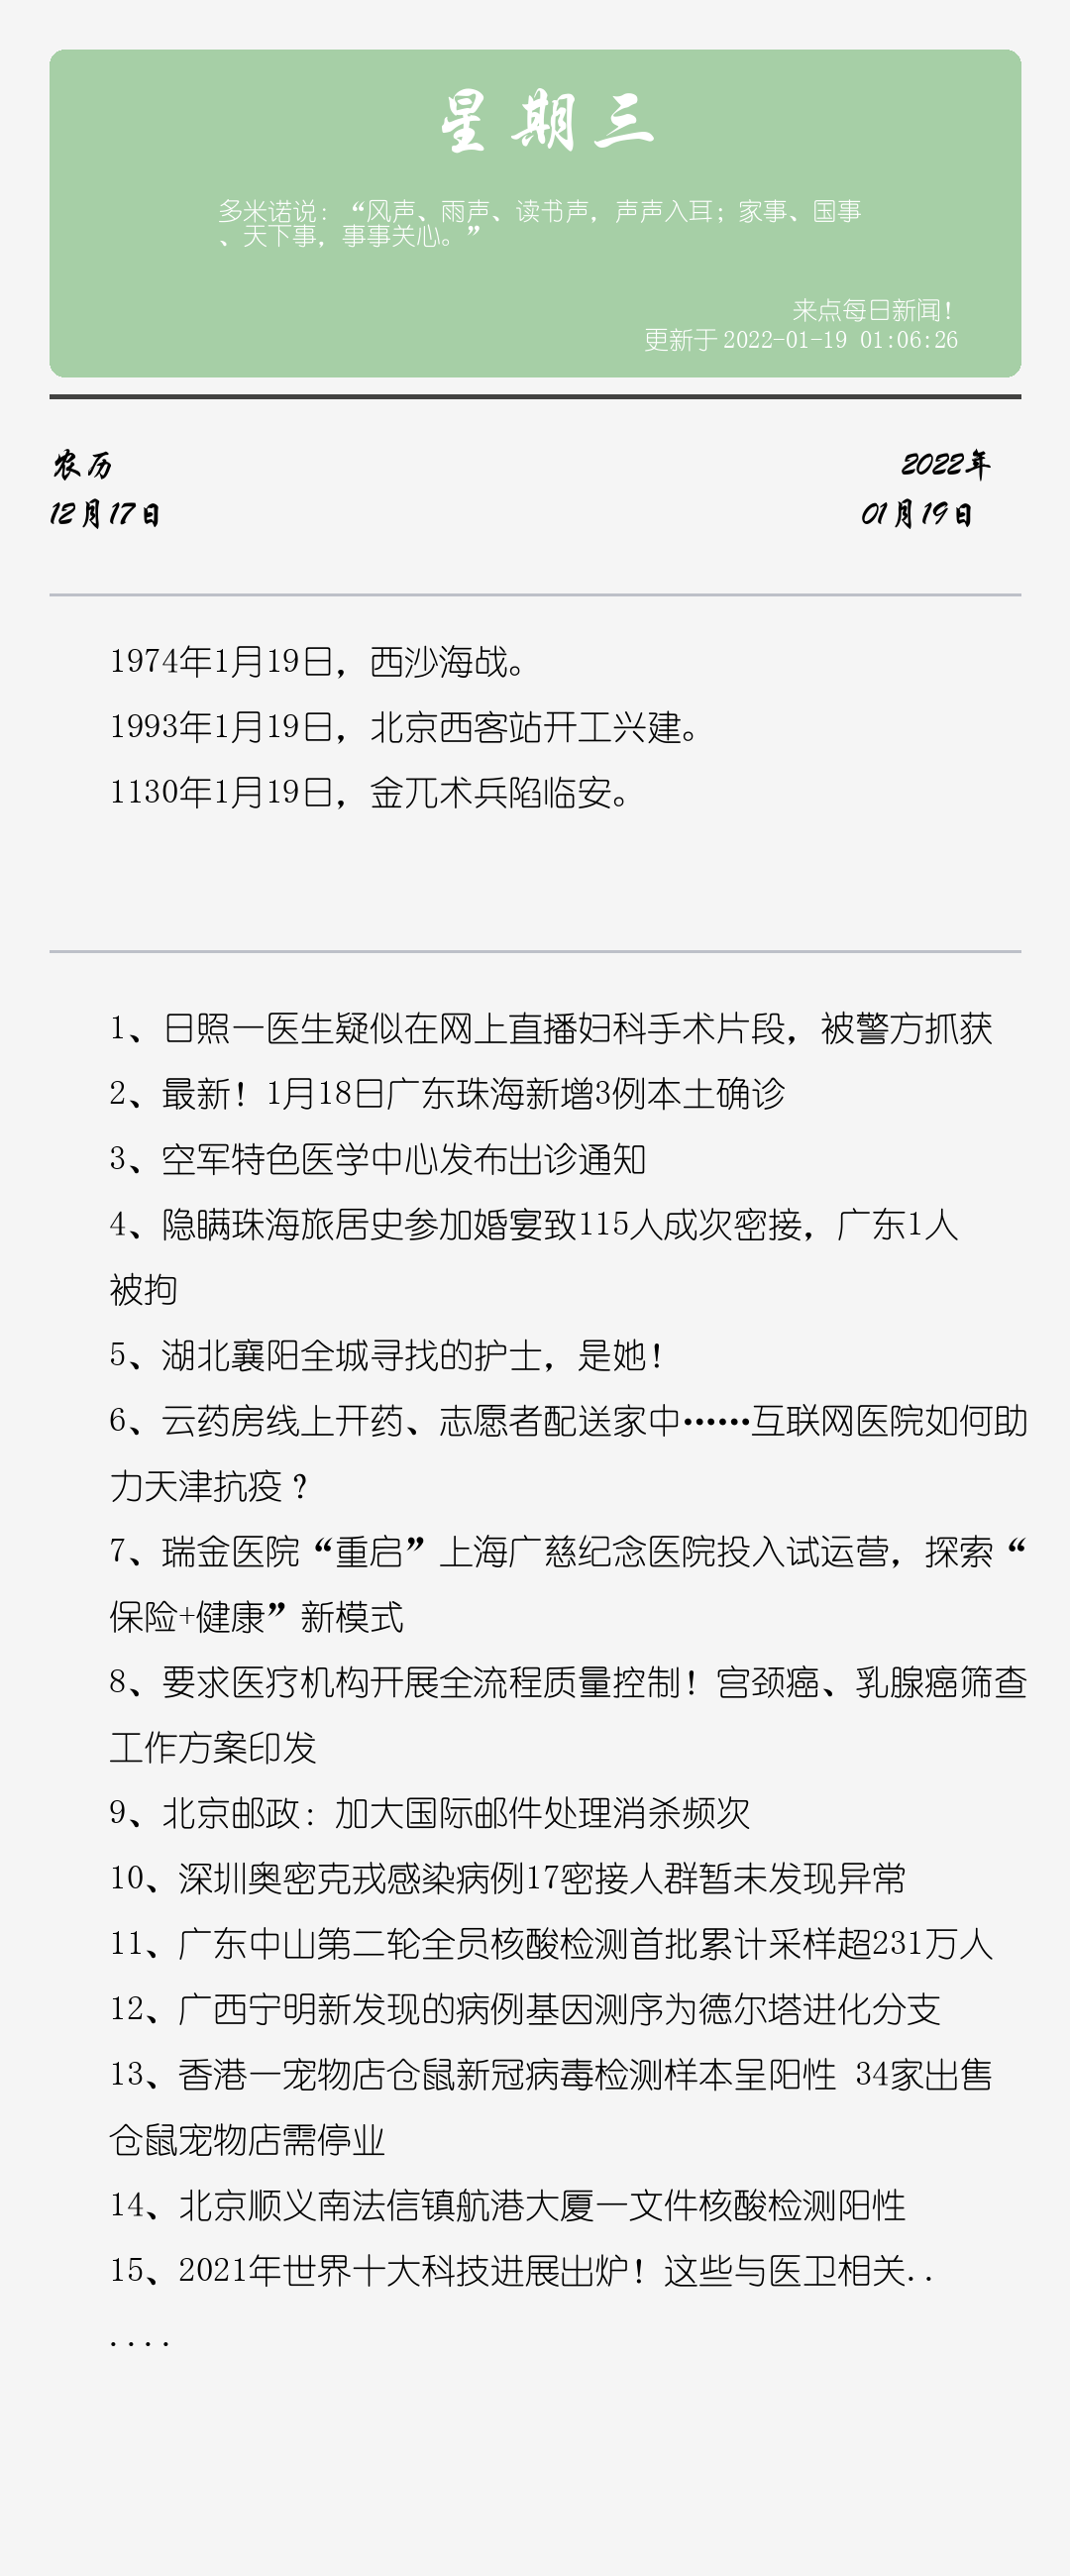 星期三
多米诺说：“风声、雨声、读书声，声声入耳；家事、国事
、天下事，事事关心。”
来点每日新闻！
更新于 2022-01-19 01:06:26
农历
12月17日
2022年
01月19日
1974年1月19日，西沙海战。
1993年1月19日，北京西客站开工兴建。
1130年1月19日，金兀术兵陷临安。
1、日照一医生疑似在网上直播妇科手术片段，被警方抓获
2、最新！1月18日广东珠海新增3例本土确诊
3、空军特色医学中心发布出诊通知
4、隐瞒珠海旅居史参加婚宴致115人成次密接，广东1人
被拘
5、湖北襄阳全城寻找的护士，是她！
6、云药房线上开药、志愿者配送家中……互联网医院如何助
力天津抗疫？
7、瑞金医院“重启”上海广慈纪念医院投入试运营，探索“
保险+健康”新模式
8、要求医疗机构开展全流程质量控制！宫颈癌、乳腺癌筛查
工作方案印发
9、北京邮政：加大国际邮件处理消杀频次
10、深圳奥密克戎感染病例17密接人群暂未发现异常
11、广东中山第二轮全员核酸检测首批累计采样超231万人
12、广西宁明新发现的病例基因测序为德尔塔进化分支
13、香港一宠物店仓鼠新冠病毒检测样本呈阳性 34家出售
仓鼠宠物店需停业
14、北京顺义南法信镇航港大厦一文件核酸检测阳性
15、2021年世界十大科技进展出炉！这些与医卫相关..
....